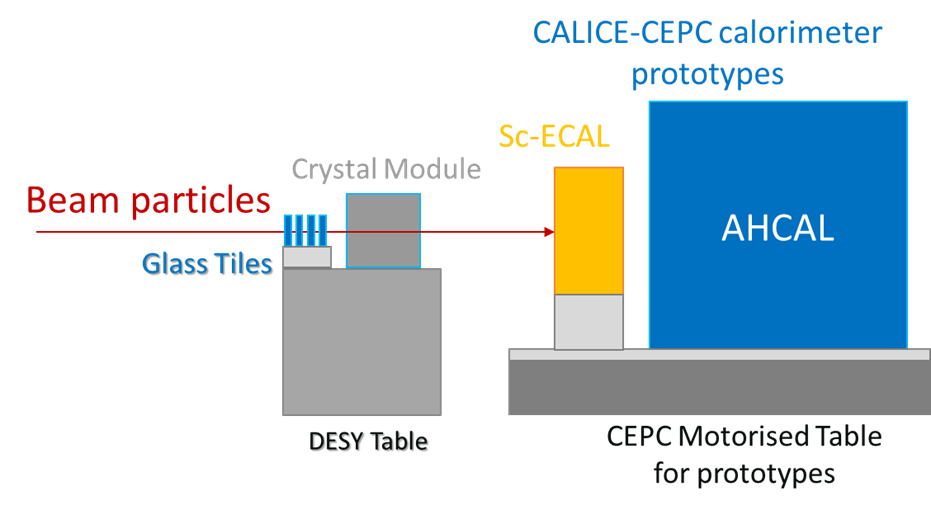 CALICE-CEPC calorimeter
prototypes
Sc-ECAL
Crystal Module
Beam particles
AHCAL
Glass Tiles
DESY Table
CEPC Motorised Table
for prototypes